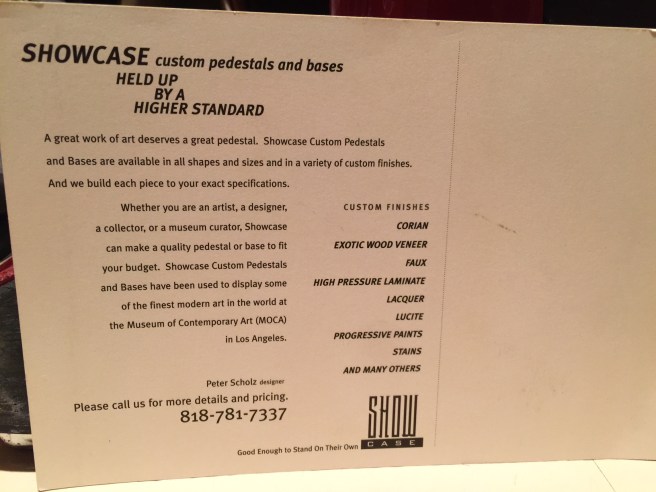 SHOWCASE custom pedestals and bases
HELD UP
BY A
HIGHER STANDARD
A great work of art deserves a great pedestal. Showcase Custom Pedestals
and Bases are available in all shapes and sizes and in a variety of custom finishes.
And we build each piece to your exact specifications.
Whether you are an artist, a designer,
a collector, or a museum curator, Showcase
can make a quality pedestal or base to fit
your budget. Showcase Custom Pedestals
and Bases have been used to display some
of the finest modern art in the world at
the Museum of Contemporary Art (MOCA)
in Los Angeles.
CUSTOM FINISHES
CORIAN
EXOTIC WOOD VENEER
FAUX
HIGH PRESSURE LAMINATE
LACQUER
LUCITE
PROGRESSIVE PAINTS
STAINS
AND MANY OTHERS
Peter Scholz designer
Please call us for more details and pricing.
818-781-7337
Good Enough to Stand On Their Own
SHOW
CASE